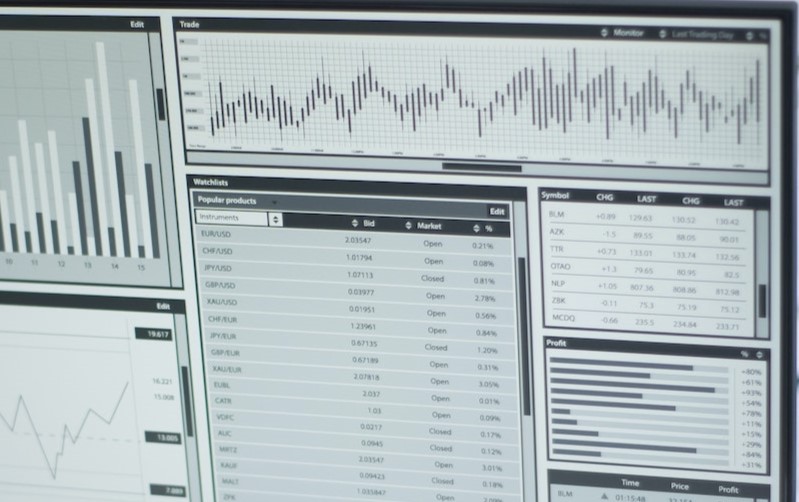 Edit
10 11 12 13 14 15
Trade
Monitor Last Trading Day %
Watchlists
Popular products
Edit
Instruments Bid Market %
EUR/USD 2.03547 Open 0.21%
CHF/USD 1.01794 Open 0.08%
JPY/USD 1.07113 Closed 0.81%
GBP/USD 0.03977 Open 2.78%
XAU/USD 0.01951 Open 0.56%
CHF/EUR 1.23961 Open 0.84%
JPY/EUR 0.67135 Closed 1.20%
GBP/EUR 0.67189 Open 0.31%
XAU/EUR 2.07818 Open 3.05%
EUBL 2.037 Open 0.01%
CATR 1.03 Open 0.09%
VDFC 0.0217 Closed 0.17%
AUC 0.0945 Closed 0.12%
MRTZ 2.03547 Open 3.01%
XAUF 0.09423 Open 0.18%
MALT 1.035847 Closed
ZPK Open 2.09%
Symbol CHG LAST CHG LAST
BLM +0.89 129.63 130.52 130.42
AZK -1.5 89.55 88.05 90.01
TTR +0.73 133.01 133.74 132.56
OTAO +1.3 79.65 80.95 82.5
NLP +1.05 807.36 808.86 812.98
ZBK -0.11 75.3 75.19 75.12
MCDQ -0.66 235.5 234.84 233.71
Profit %
+80%
+61%
+93%
+54%
+78%
+11%
+15%
+29%
+84%
+31%
Time Price Profit
BLM 01:15:48
Edit
19.617
16.221
15.008
13.005
7.003